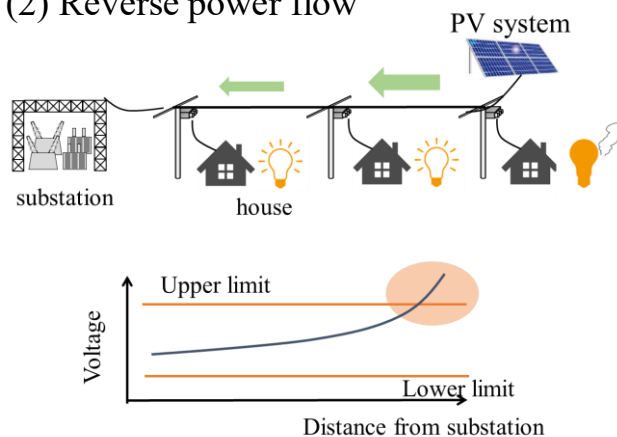 (2) Reverse power flow
PV system
substation
house
Upper limit
Voltage
Lower limit
Distance from substation